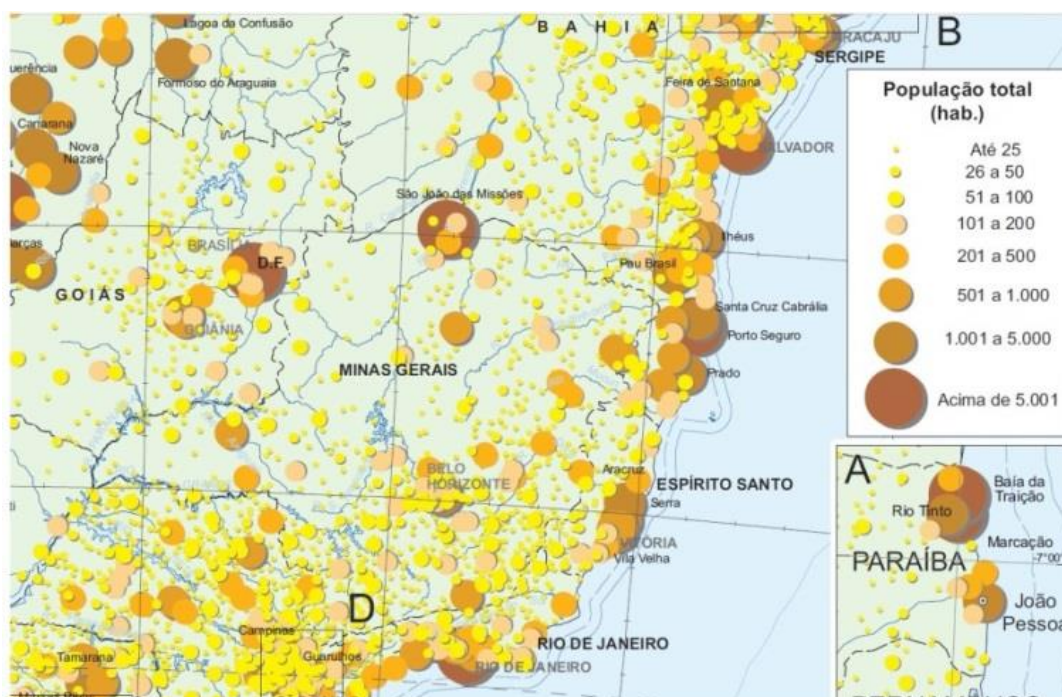 Lagoa da Confusão
BAHIA
ARACAJU
B
SERGIPE
Formoso do Araguaia
Feira de Santana
Canarana
Nova
Nazaré
SALVADOR
São João das Missões
Ilhéus
BRASÍLIA
D.F.
Pau Brasil
GOIÁS
GOIÂNIA
Santa Cruz Cabrália
Porto Seguro
MINAS GERAIS
Prado
BELO
HORIZONTE
Aracruz
ESPÍRITO SANTO
Serra
VITÓRIA
Vila Velha
D
Campinas
Tamarana
Guarulhos
RIO DE JANEIRO
RIO DE JANEIRO
População total
(hab.)
Até 25
26 a 50
51 a 100
101 a 200
201 a 500
501 a 1.000
1.001 a 5.000
Acima de 5.001
A
Baía da
Traição
Rio Tinto
Marcação
PARAÍBA
-7°00'
João
Pessoa